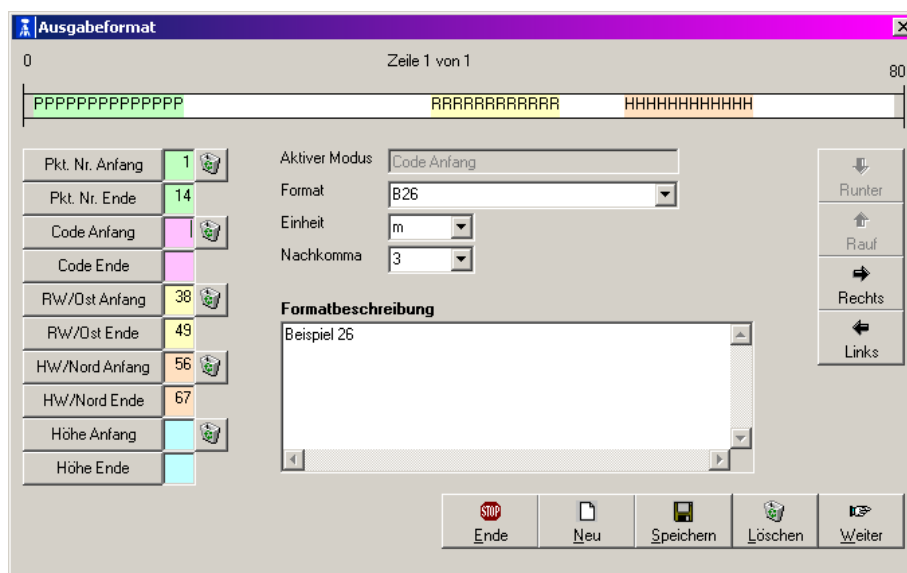 Ausgabeformat
0 Zeile 1 von 1 80
PPPPPPPPPPPPPP RRRRRRRRRRRR HHHHHHHHHHHH
Pkt. Nr. Anfang 1
Pkt. Nr. Ende 14
Code Anfang
Code Ende
RW/Ost Anfang 38
RW/Ost Ende 49
HW/Nord Anfang 56
HW/Nord Ende 67
Höhe Anfang
Höhe Ende
Aktiver Modus Code Anfang
Format B26
Einheit m
Nachkomma 3
Formatbeschreibung
Beispiel 26
Runter
Rauf
Rechts
Links
STOP
Ende Neu Speichern Löschen Weiter